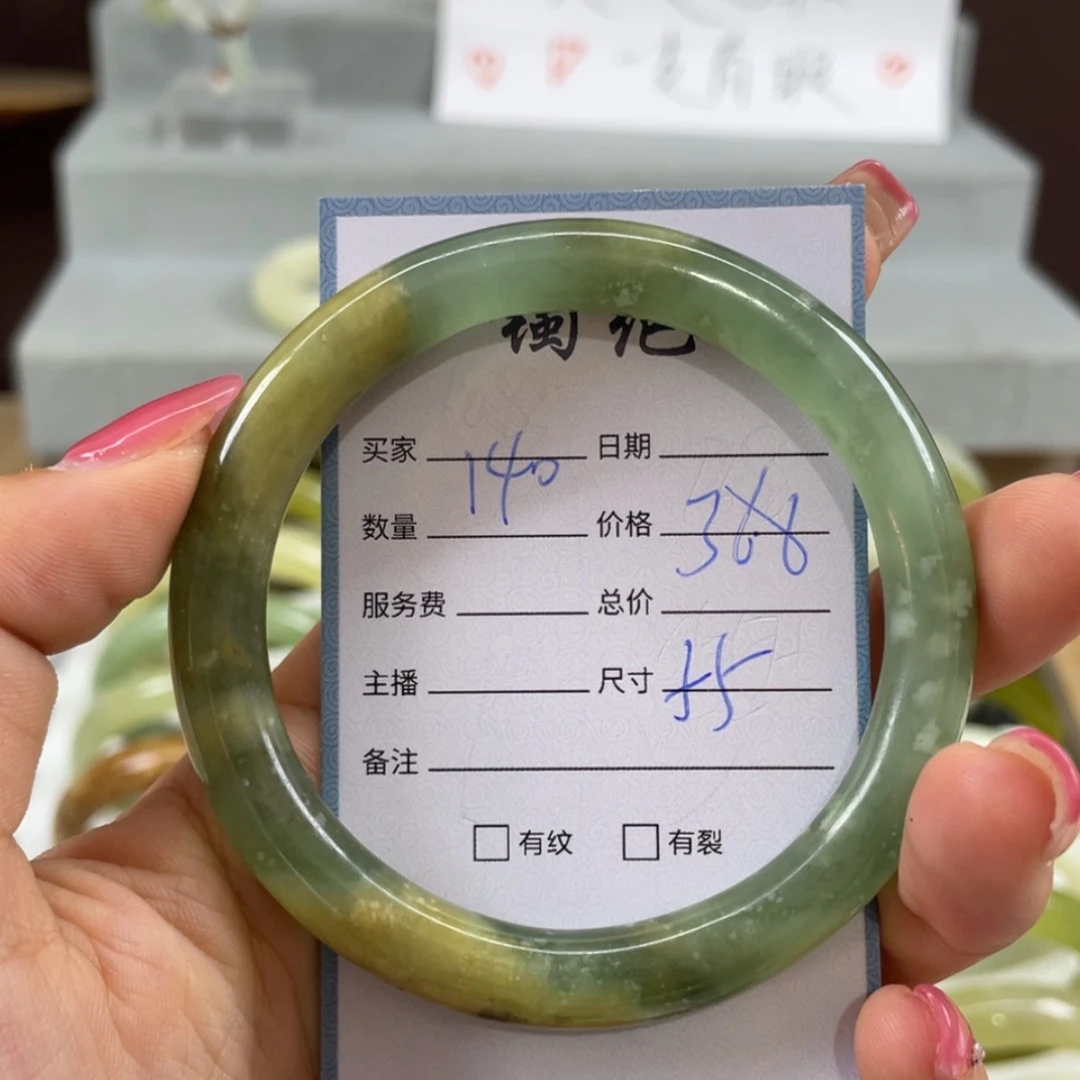 买家 140 日期
数量 价格 368
服务费 总价
主播 尺寸 55
备注
有纹 有裂